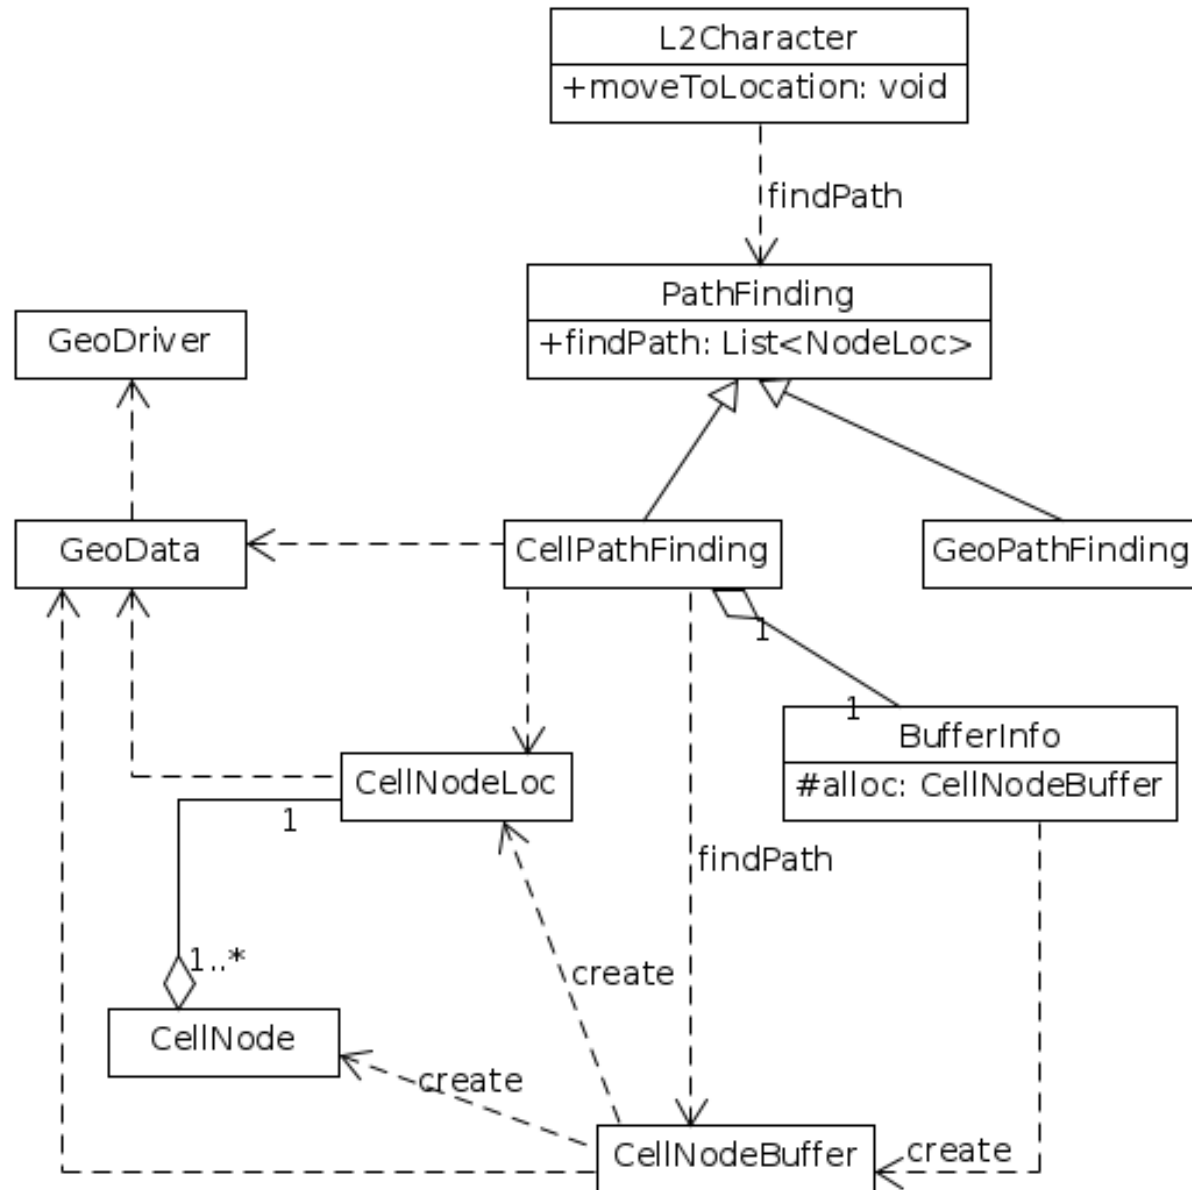 L2Character
+moveToLocation: void
findPath
PathFinding
+findPath: List<NodeLoc>
GeoDriver
GeoData
CellPathFinding
GeoPathFinding
1
1
BufferInfo
#alloc: CellNodeBuffer
CellNodeLoc
1
findPath
1..*
create
CellNode
create
CellNodeBuffer
create